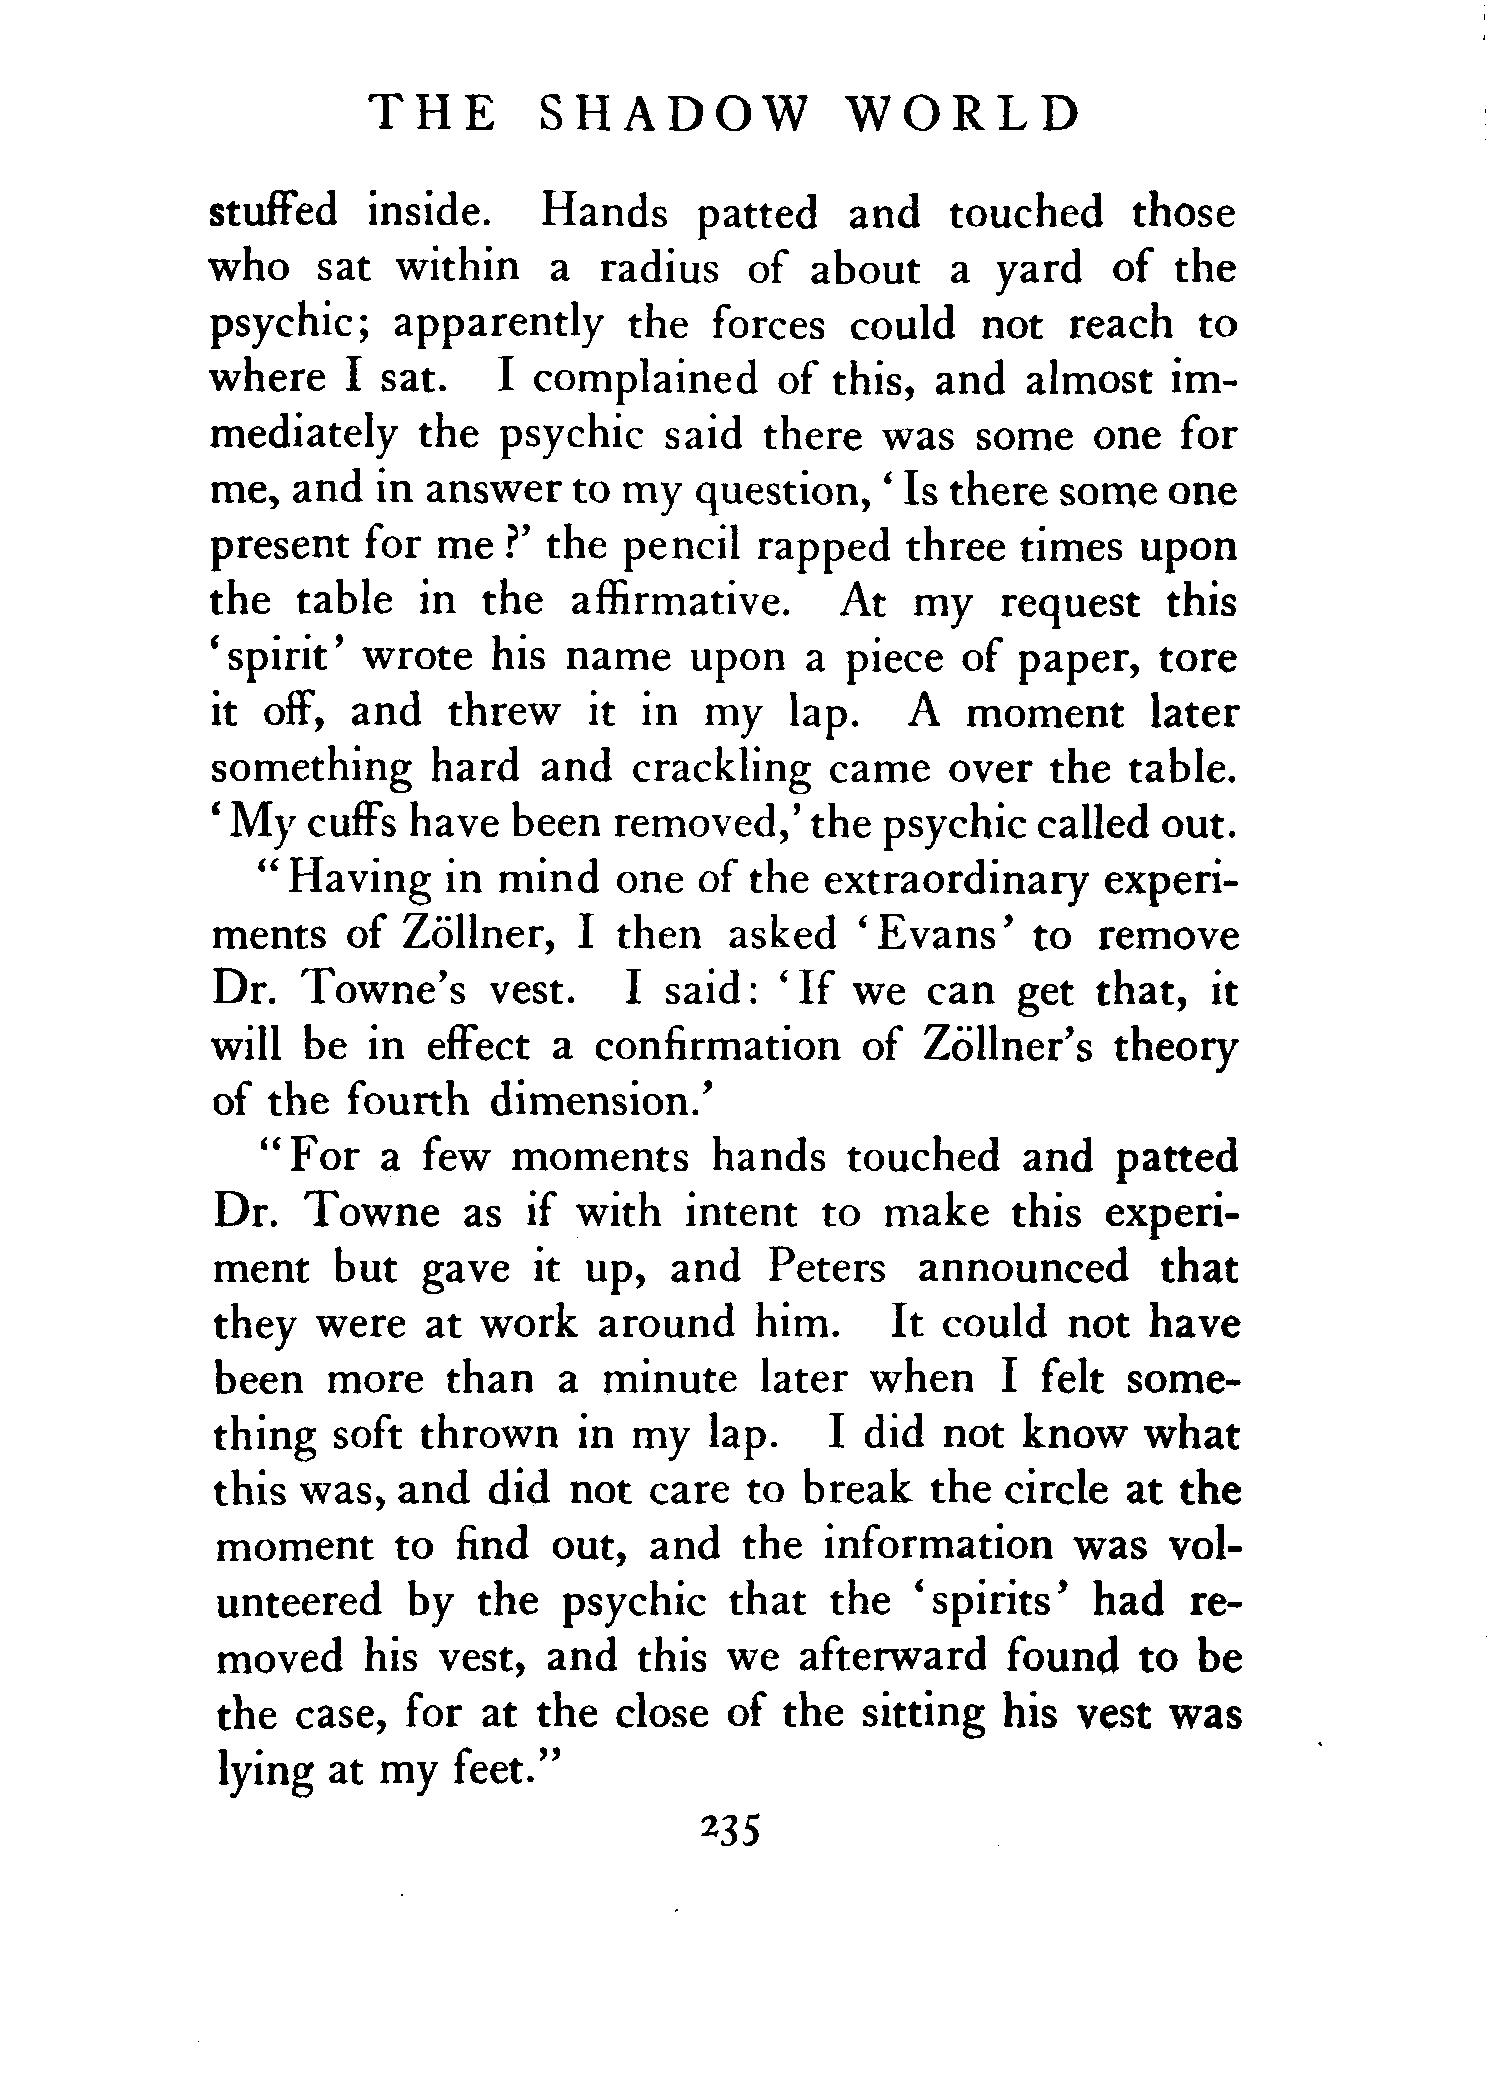 THE SHADOW WORLD
stuffed inside. Hands patted and touched those
who sat within a radius of about a yard of the
psychic; apparently the forces could not reach to
where I sat. I complained of this, and almost im-
mediately the psychic said there was some one for
me, and in answer to my question, ‘Is there some one
present for me?’ the pencil rapped three times upon
the table in the affirmative. At my request this
‘spirit’ wrote his name upon a piece of paper, tore
it off, and threw it in my lap. A moment later
something hard and crackling came over the table.
‘My cuffs have been removed,’ the psychic called out.
“Having in mind one of the extraordinary experi-
ments of Zöllner, I then asked ‘Evans’ to remove
Dr. Towne’s vest. I said: ‘If we can get that, it
will be in effect a confirmation of Zöllner’s theory
of the fourth dimension.’
“For a few moments hands touched and patted
Dr. Towne as if with intent to make this experi-
ment but gave it up, and Peters announced that
they were at work around him. It could not have
been more than a minute later when I felt some-
thing soft thrown in my lap. I did not know what
this was, and did not care to break the circle at the
moment to find out, and the information was vol-
unteered by the psychic that the ‘spirits’ had re-
moved his vest, and this we afterward found to be
the case, for at the close of the sitting his vest was
lying at my feet.”
235